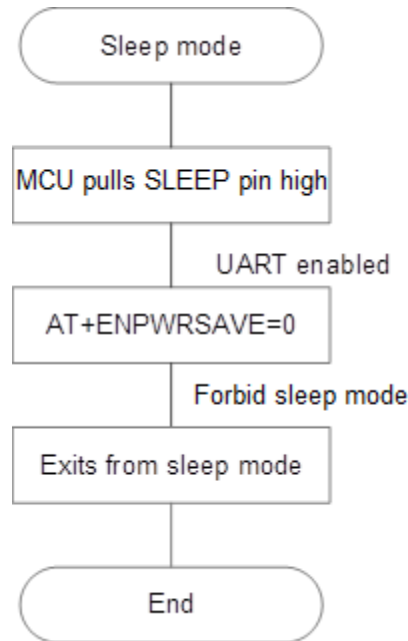 Sleep mode
MCU pulls SLEEP pin high
UART enabled
AT+ENPWRSAVE=0
Forbid sleep mode
Exits from sleep mode
End